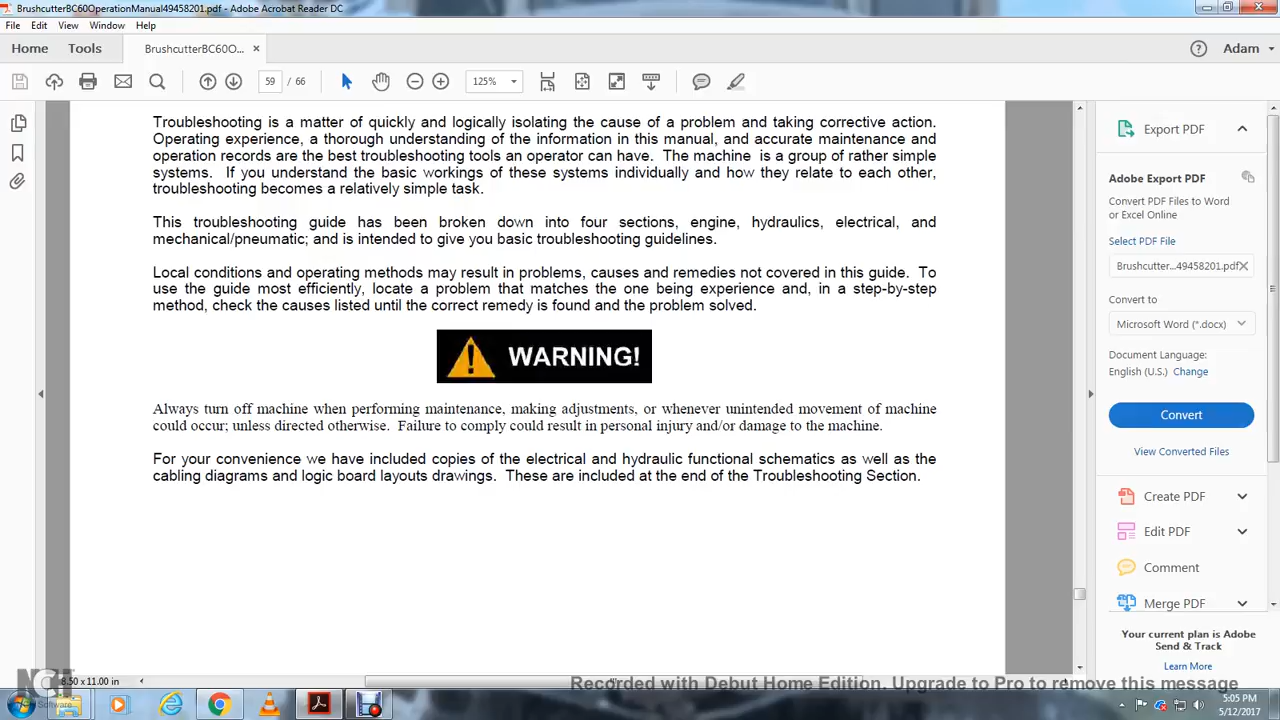 BrushcutterBC60OperationManual49458201.pdf - Adobe Acrobat Reader DC
File Edit View Window Help
Home Tools BrushcutterBC60O... × Adam
59 / 66 125%
Troubleshooting is a matter of quickly and logically isolating the cause of a problem and taking corrective action.
Operating experience, a thorough understanding of the information in this manual, and accurate maintenance and
operation records are the best troubleshooting tools an operator can have. The machine is a group of rather simple
systems. If you understand the basic workings of these systems individually and how they relate to each other,
troubleshooting becomes a relatively simple task.
This troubleshooting guide has been broken down into four sections, engine, hydraulics, electrical, and
mechanical/pneumatic; and is intended to give you basic troubleshooting guidelines.
Local conditions and operating methods may result in problems, causes and remedies not covered in this guide. To
use the guide most efficiently, locate a problem that matches the one being experience and, in a step-by-step
method, check the causes listed until the correct remedy is found and the problem solved.
WARNING!
Always turn off machine when performing maintenance, making adjustments, or whenever unintended movement of machine
could occur; unless directed otherwise. Failure to comply could result in personal injury and/or damage to the machine.
For your convenience we have included copies of the electrical and hydraulic functional schematics as well as the
cabling diagrams and logic board layouts drawings. These are included at the end of the Troubleshooting Section.
Export PDF
Adobe Export PDF
Convert PDF Files to Word
or Excel Online
Select PDF File
Brushcutter...49458201.pdf
Convert to
Microsoft Word (*.docx)
Document Language:
English (U.S.) Change
Convert
View Converted Files
Create PDF
Edit PDF
Comment
Merge PDF
Your current plan is Adobe
Send & Track
Learn More
8.50 x 11.00 in
NCH
Software
Recorded with Debut Home Edition. Upgrade to Pro to remove this message
5:05 PM
5/12/2017